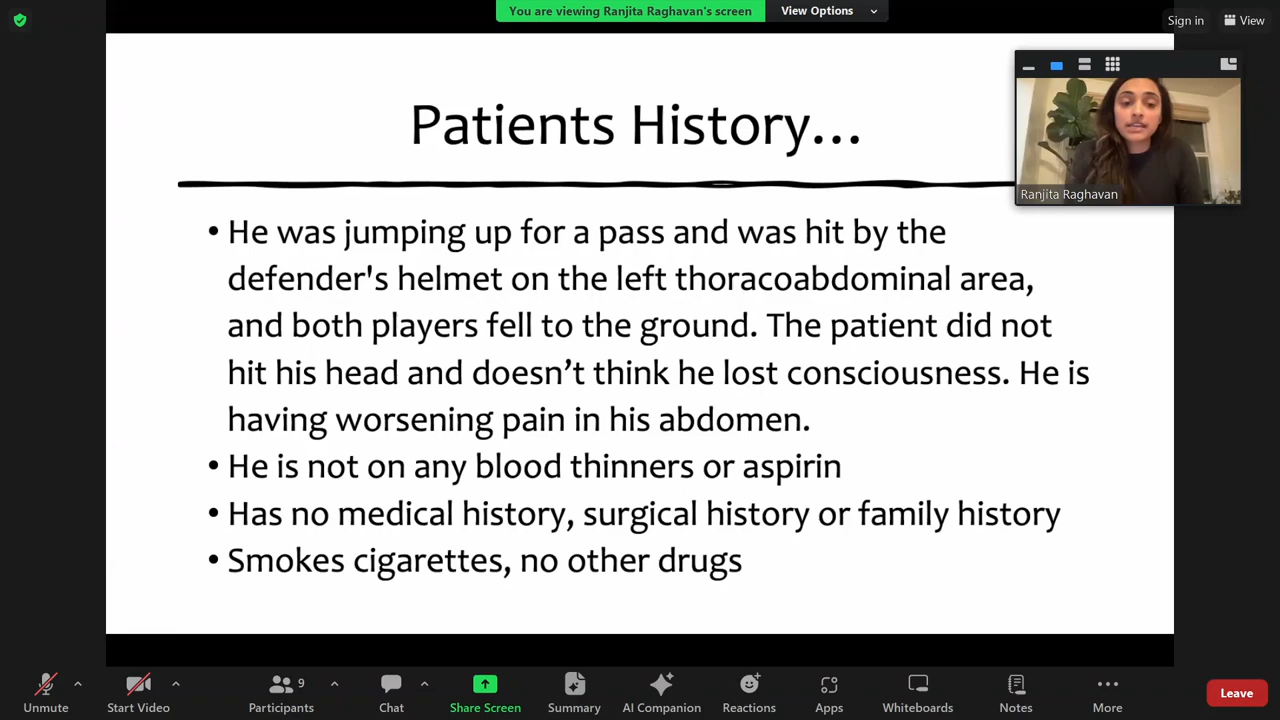 You are viewing Ranjita Raghavan's screen
View Options
Sign in
View
Patients History...
Ranjita Raghavan
• He was jumping up for a pass and was hit by the
defender's helmet on the left thoracoabdominal area,
and both players fell to the ground. The patient did not
hit his head and doesn’t think he lost consciousness. He is
having worsening pain in his abdomen.
• He is not on any blood thinners or aspirin
• Has no medical history, surgical history or family history
• Smokes cigarettes, no other drugs
Unmute
Start Video
9
Participants
Chat
Share Screen
Summary
AI Companion
Reactions
Apps
Whiteboards
Notes
More
Leave